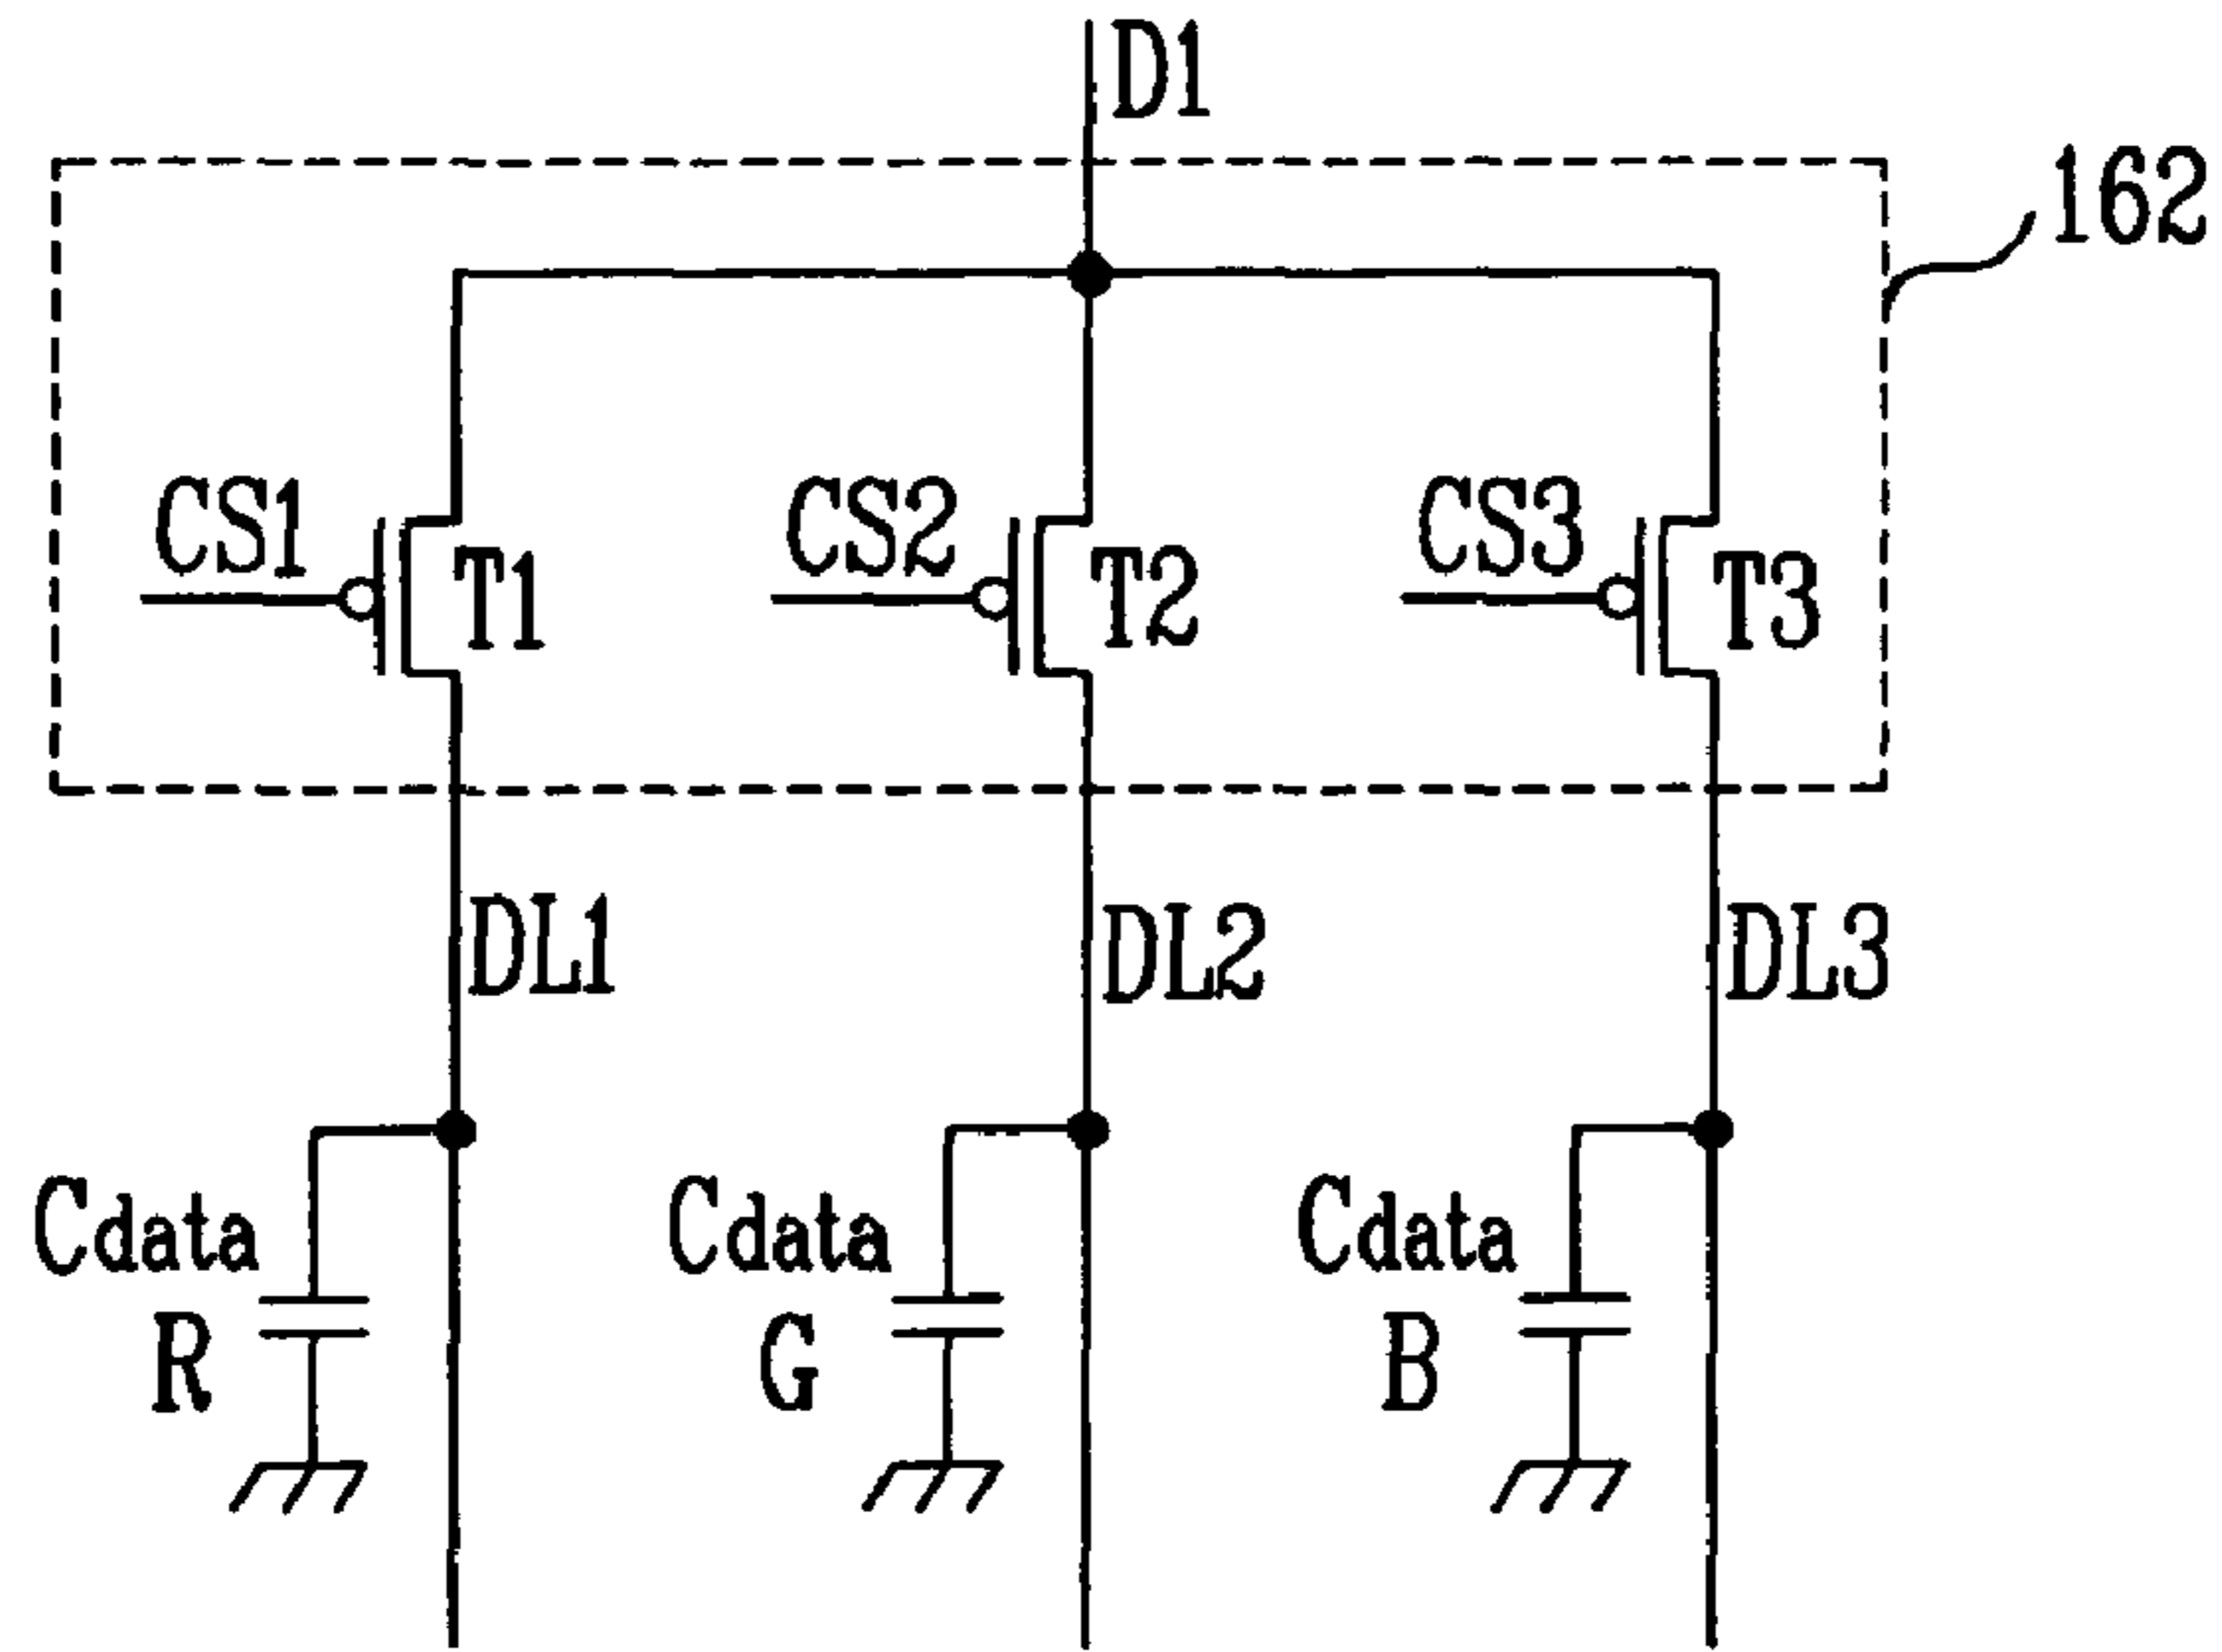 D1
162
CS1
T1
CS2
T2
CS3
T3
DL1
DL2
DL3
Cdata
R
Cdata
G
Cdata
B